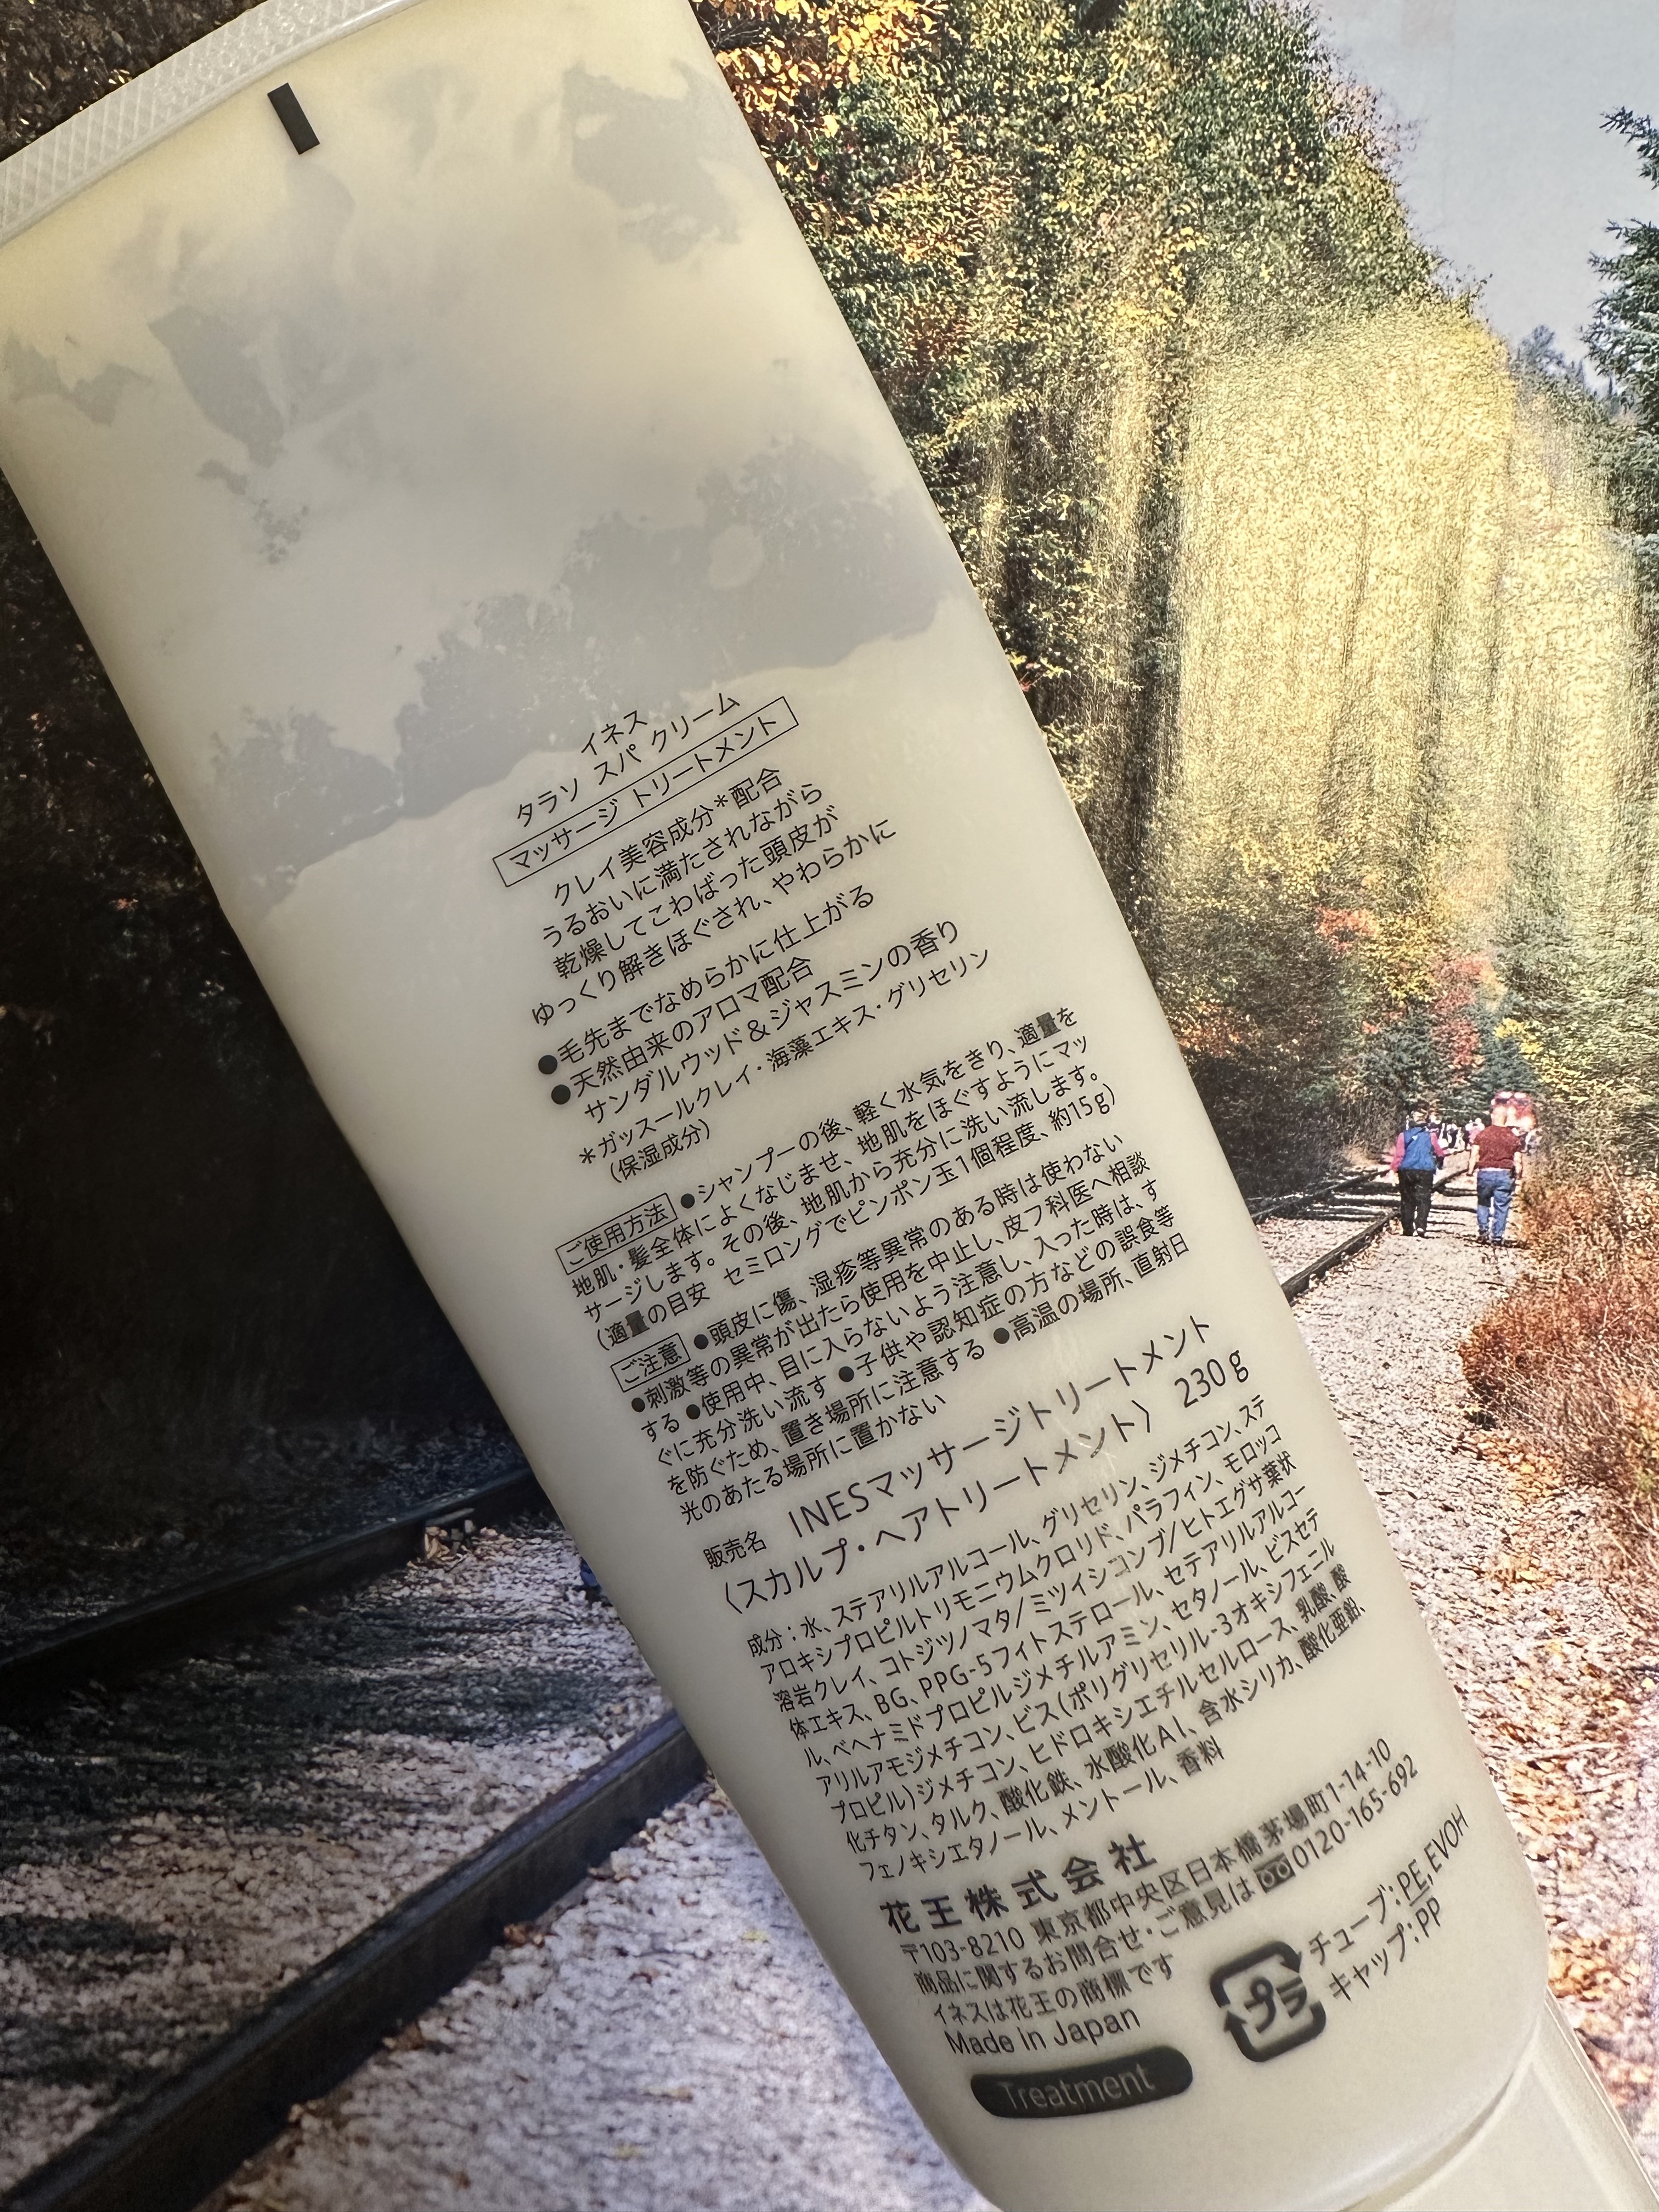 イネス
タラソ スパ クリーム
マッサージ トリートメント
クレイ美容成分*配合
うるおいに満たされながら
乾燥してこわばった頭皮が
ゆっくり解きほぐされ、やわらかに
●毛先までなめらかに仕上がる
●天然由来のアロマ配合
サンダルウッド&ジャスミンの香り
*ガッスールクレイ・海藻エキス・グリセリン
(保湿成分)
ご使用方法 ●シャンプーの後、軽く水気をきり、適量を
地肌・髪全体によくなじませ、地肌をほぐすようにマッ
サージします。その後、地肌から充分に洗い流します。
(適量の目安 セミロングでピンポン玉1個程度、約15g)
ご注意 ●頭皮に傷、湿疹等異常のある時は使わない
●刺激等の異常が出たら使用を中止し、皮フ科医へ相談
する ●使用中、目に入らないよう注意し、入った時は、す
ぐに充分洗い流す ●子供や認知症の方などの誤食等
を防ぐため、置き場所に注意する ●高温の場所、直射日
光のあたる場所に置かない
販売名 INESマッサージトリートメント
〈スカルプ・ヘアトリートメント〉 230g
成分:水、ステアリルアルコール、グリセリン、ジメチコン、ステ
アロキシプロピルトリモニウムクロリド、パラフィン、モロッコ
溶岩クレイ、コトジツノマタ/ミツイシコンブ/ヒトエグサ葉状
体エキス、BG、PPG-5フィトステロール、セテアリルアルコー
ル、ベヘナミドプロピルジメチルアミン、セタノール、ビスセテ
アリルアモジメチコン、ビス(ポリグリセリル-3オキシフェニル
プロピル)ジメチコン、ヒドロキシエチルセルロース、乳酸、酸
化チタン、タルク、酸化鉄、水酸化Al、含水シリカ、酸化亜鉛、
フェノキシエタノール、メントール、香料
花王株式会社
〒103-8210 東京都中央区日本橋茅場町1-14-10
商品に関するお問合せ・ご意見は 0120-165-692
イネスは花王の商標です
Made in Japan
プラ
チューブ:PE,EVOH
キャップ:PP
Treatment